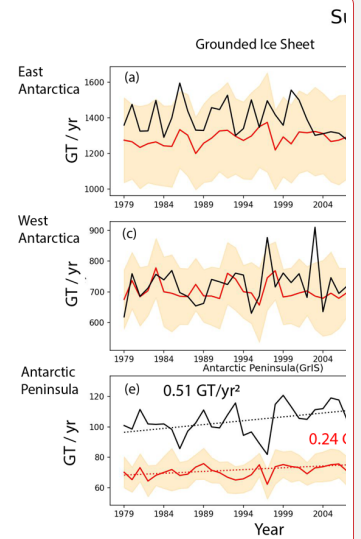 Su
Grounded Ice Sheet
East
Antarctica
(a)
GT / yr
1600
1400
1200
1000
1979 1984 1989 1994 1999 2004
West
Antarctica
(c)
GT / yr
900
800
700
600
1979 1984 1989 1994 1999 2004
Antarctic Peninsula(GrIS)
Antarctic
Peninsula
(e)
0.51 GT/yr²
0.24
GT / yr
120
100
80
60
1979 1984 1989 1994 1999 2004
Year